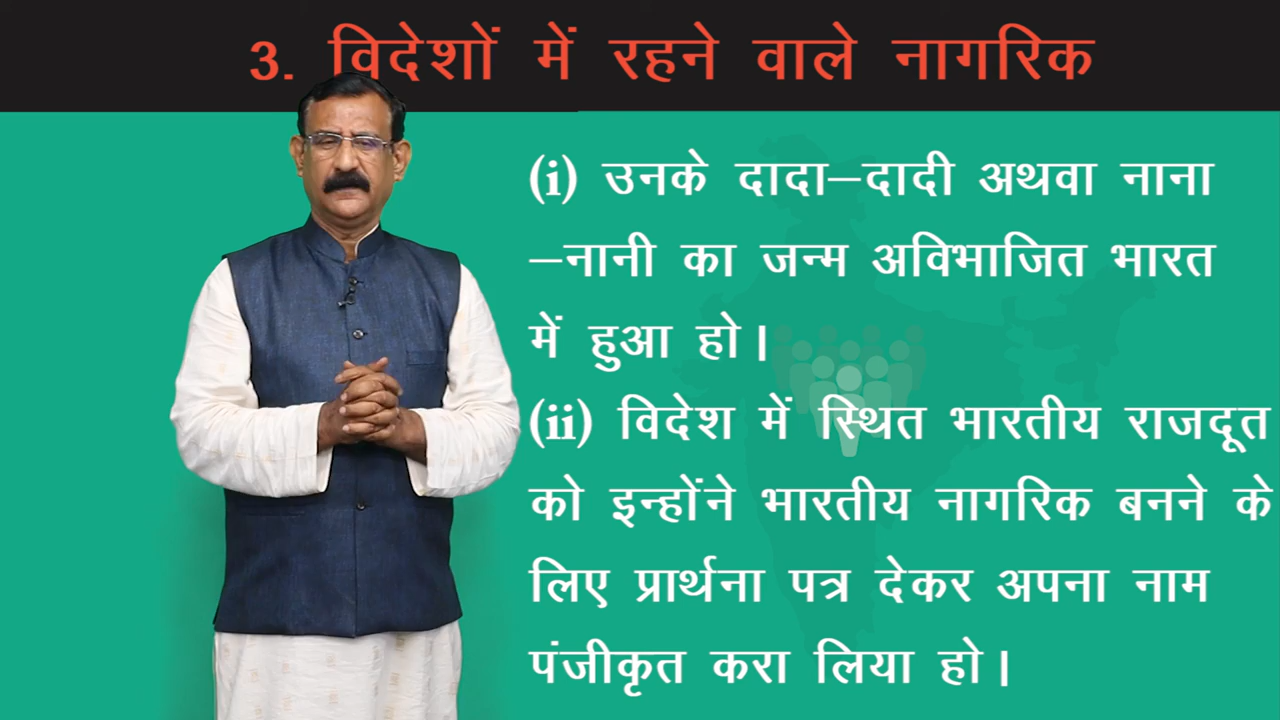 3. विदेशों में रहने वाले नागरिक
(i) उनके दादा–दादी अथवा नाना
–नानी का जन्म अविभाजित भारत
में हुआ हो।
(ii) विदेश में स्थित भारतीय राजदूत
को इन्होंने भारतीय नागरिक बनने के
लिए प्रार्थना पत्र देकर अपना नाम
पंजीकृत करा लिया हो।